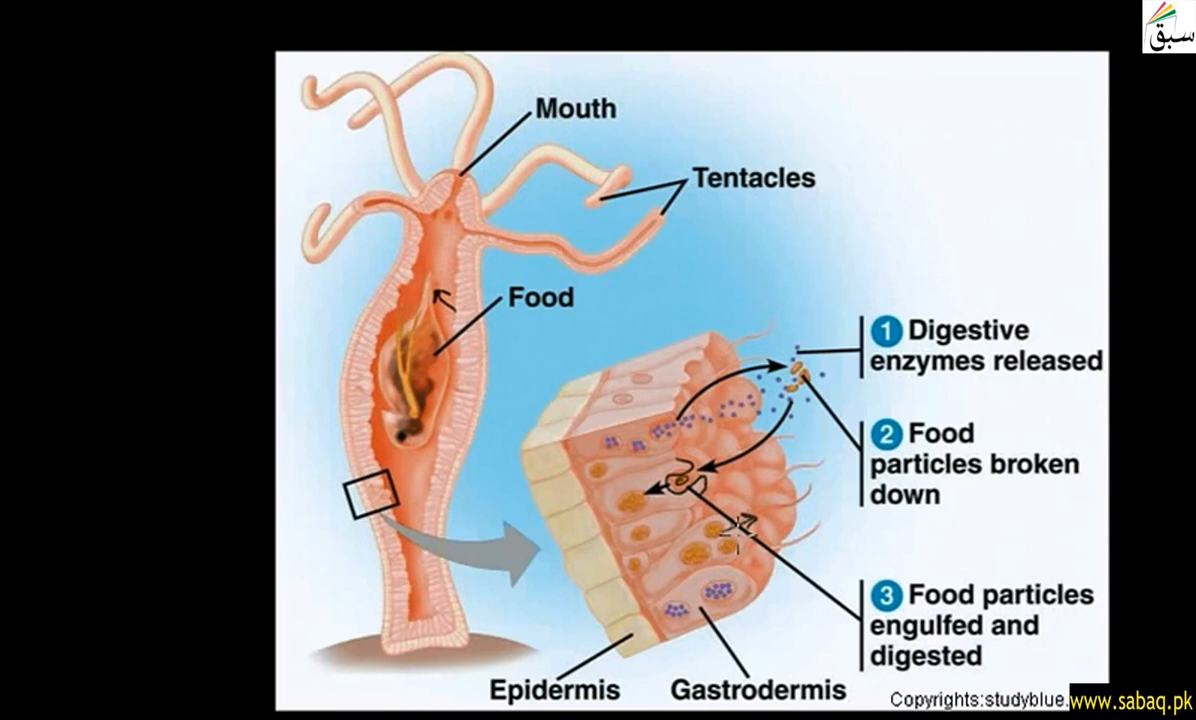 سبق
Mouth
Tentacles
Food
1 Digestive
enzymes released
2 Food
particles broken
down
3 Food particles
engulfed and
digested
Epidermis
Gastrodermis
Copyrights:studyblue.
www.sabaq.pk